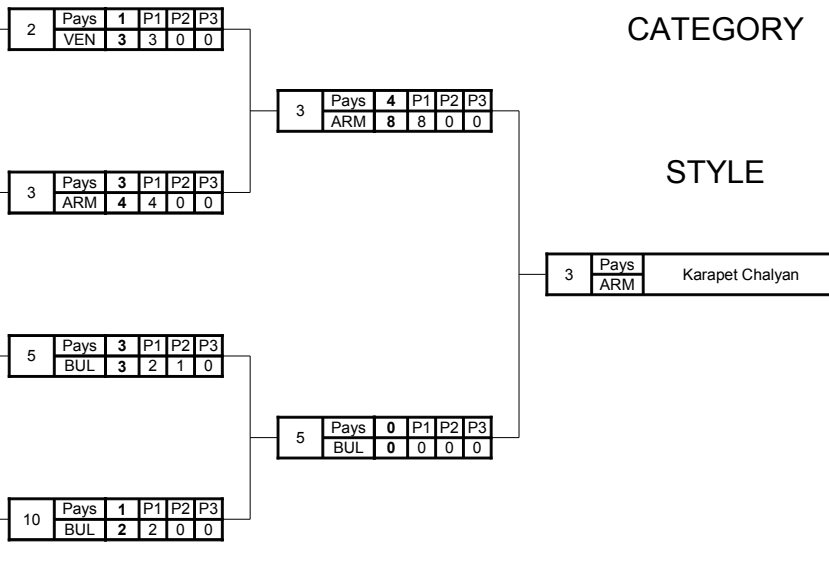 2 Pays 1 P1 P2 P3
VEN 3 3 0 0
CATEGORY
3 Pays 4 P1 P2 P3
ARM 8 8 0 0
3 Pays 3 P1 P2 P3
ARM 4 4 0 0
STYLE
3 Pays Karapet Chalyan
ARM
5 Pays 3 P1 P2 P3
BUL 3 2 1 0
5 Pays 0 P1 P2 P3
BUL 0 0 0 0
10 Pays 1 P1 P2 P3
BUL 2 2 0 0